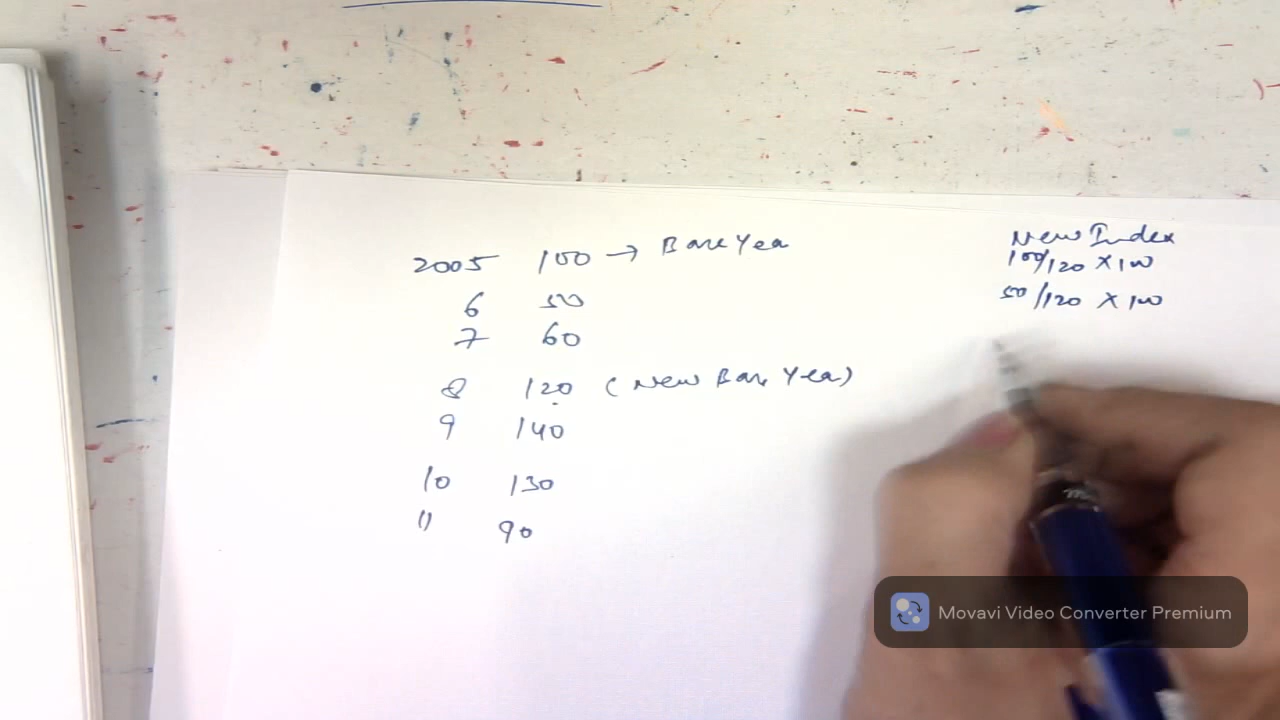 New Index
2005 100 → Base Year
100/120 × 100
6 50
50/120 × 100
7 60
8 120 (New Base Year)
9 140
10 130
11 90
Movavi Video Converter Premium